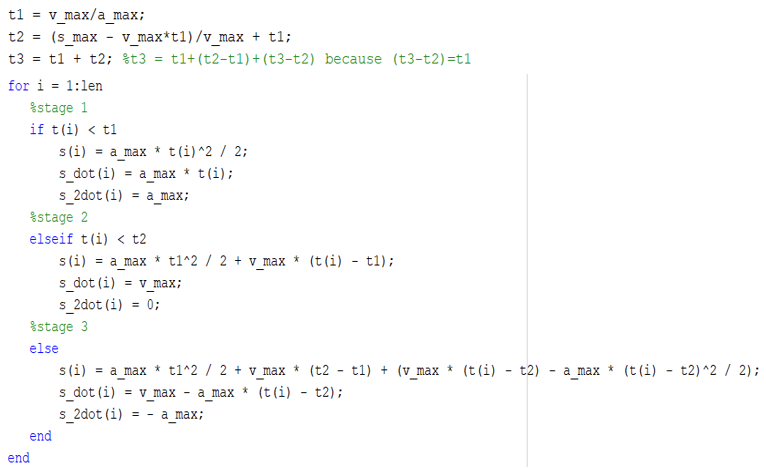 t1 = v_max/a_max;
t2 = (s_max - v_max*t1)/v_max + t1;
t3 = t1 + t2; %t3 = t1+(t2-t1)+(t3-t2) because (t3-t2)=t1
for i = 1:len
%stage 1
if t(i) < t1
s(i) = a_max * t(i)^2 / 2;
s_dot(i) = a_max * t(i);
s_2dot(i) = a_max;
%stage 2
elseif t(i) < t2
s(i) = a_max * t1^2 / 2 + v_max * (t(i) - t1);
s_dot(i) = v_max;
s_2dot(i) = 0;
%stage 3
else
s(i) = a_max * t1^2 / 2 + v_max * (t2 - t1) + (v_max * (t(i) - t2) - a_max * (t(i) - t2)^2 / 2);
s_dot(i) = v_max - a_max * (t(i) - t2);
s_2dot(i) = - a_max;
end
end